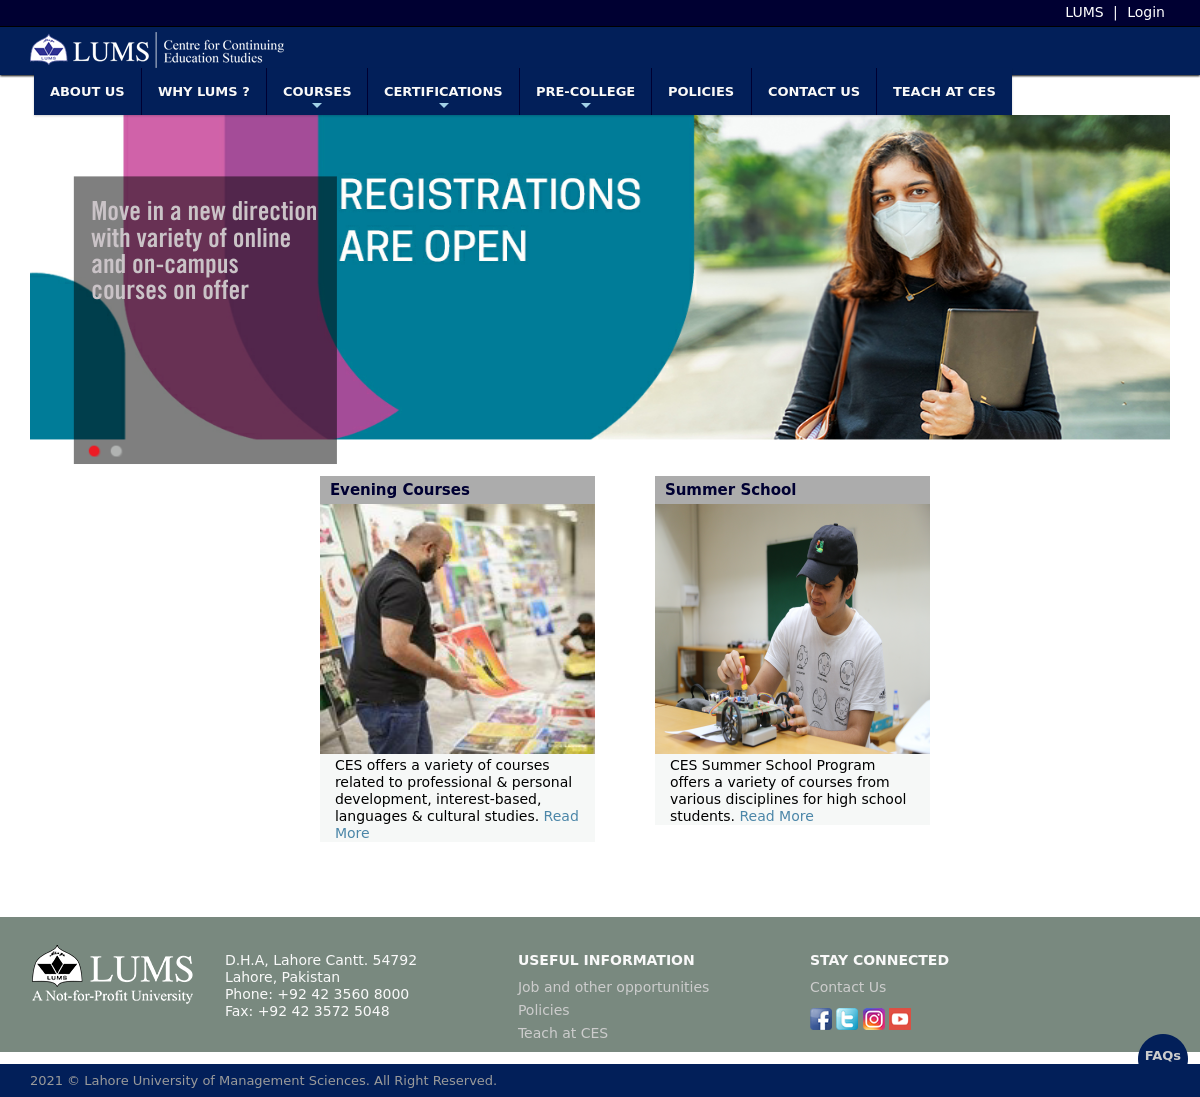 LUMS | Login
LUMS
Centre for Continuing
Education Studies
ABOUT US
WHY LUMS ?
COURSES
CERTIFICATIONS
PRE-COLLEGE
POLICIES
CONTACT US
TEACH AT CES
Move in a new direction
with variety of online
and on-campus
courses on offer
REGISTRATIONS
ARE OPEN
Evening Courses
CES offers a variety of courses
related to professional & personal
development, interest-based,
languages & cultural studies. Read
More
Summer School
CES Summer School Program
offers a variety of courses from
various disciplines for high school
students. Read More
LUMS
LUMS
A Not-for-Profit University
D.H.A, Lahore Cantt. 54792
Lahore, Pakistan
Phone: +92 42 3560 8000
Fax: +92 42 3572 5048
USEFUL INFORMATION
Job and other opportunities
Policies
Teach at CES
STAY CONNECTED
Contact Us
FAQs
2021 © Lahore University of Management Sciences. All Right Reserved.